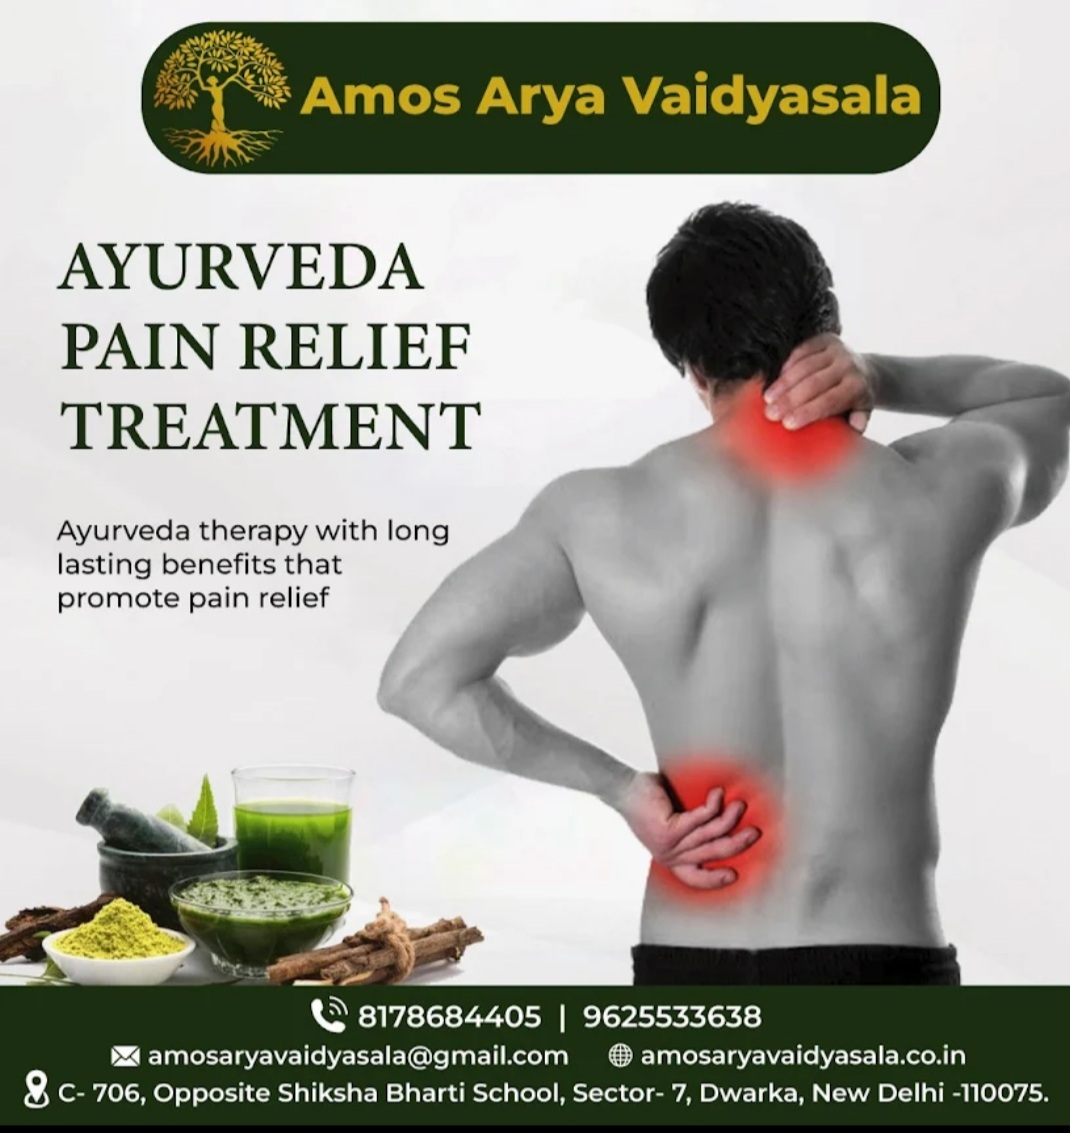 Amos Arya Vaidyasala
AYURVEDA
PAIN RELIEF
TREATMENT
Ayurveda therapy with long
lasting benefits that
promote pain relief
8178684405 | 9625533638
amosaryavaidyasala@gmail.com amosaryavaidyasala.co.in
C- 706, Opposite Shiksha Bharti School, Sector- 7, Dwarka, New Delhi -110075.